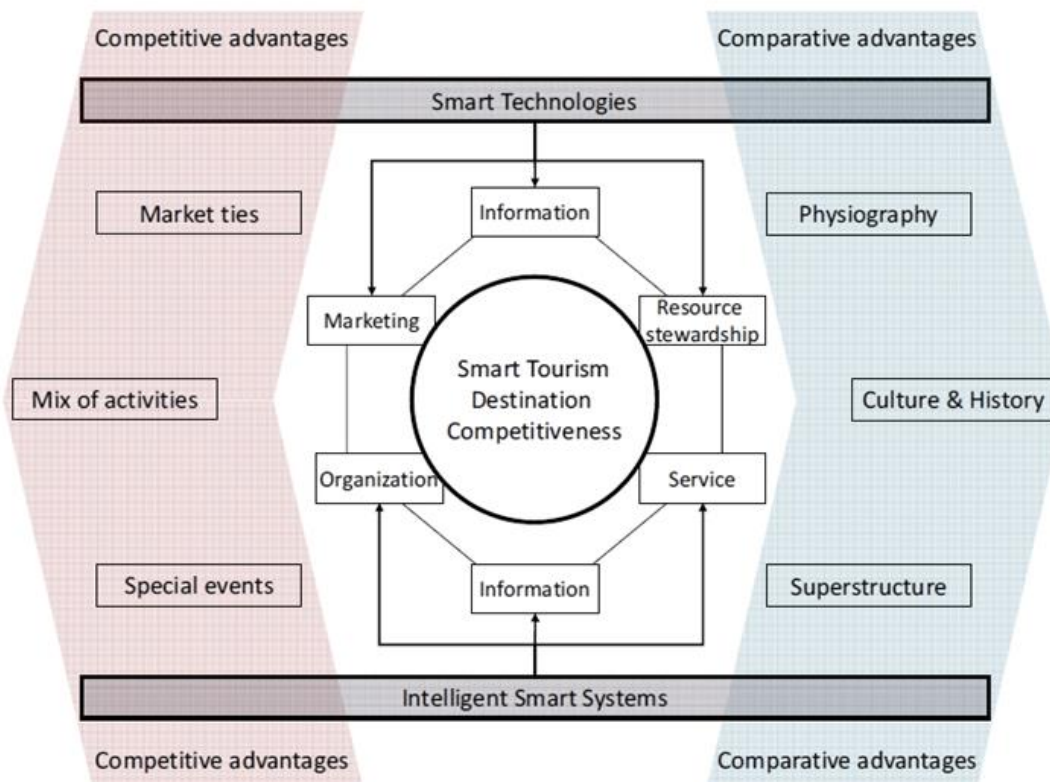 Competitive advantages
Comparative advantages
Smart Technologies
Market ties
Information
Physiography
Marketing
Resource
stewardship
Smart Tourism
Destination
Competitiveness
Mix of activities
Culture & History
Organization
Service
Special events
Information
Superstructure
Intelligent Smart Systems
Competitive advantages
Comparative advantages